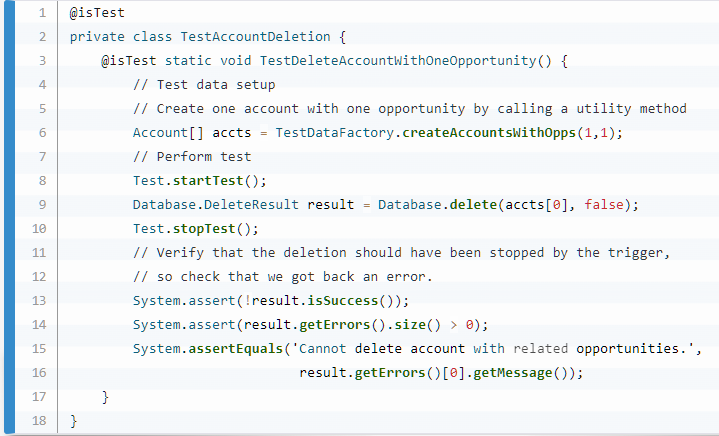 1 @isTest
2 private class TestAccountDeletion {
3     @isTest static void TestDeleteAccountWithOneOpportunity() {
4         // Test data setup
5         // Create one account with one opportunity by calling a utility method
6         Account[] accts = TestDataFactory.createAccountsWithOpps(1,1);
7         // Perform test
8         Test.startTest();
9         Database.DeleteResult result = Database.delete(accts[0], false);
10         Test.stopTest();
11         // Verify that the deletion should have been stopped by the trigger,
12         // so check that we got back an error.
13         System.assert(!result.isSuccess());
14         System.assert(result.getErrors().size() > 0);
15         System.assertEquals('Cannot delete account with related opportunities.',
16                              result.getErrors()[0].getMessage());
17     }
18 }